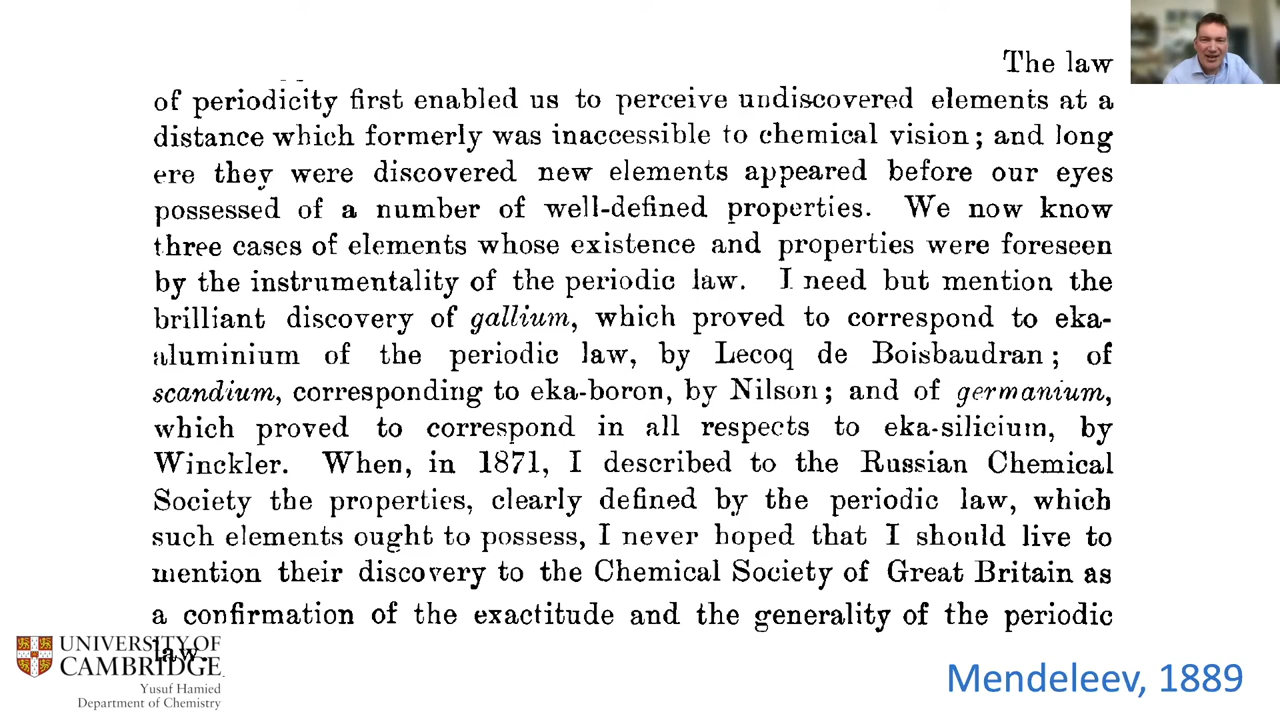 The law
of periodicity first enabled us to perceive undiscovered elements at a
distance which formerly was inaccessible to chemical vision; and long
ere they were discovered new elements appeared before our eyes
possessed of a number of well-defined properties. We now know
three cases of elements whose existence and properties were foreseen
by the instrumentality of the periodic law. I need but mention the
brilliant discovery of gallium, which proved to correspond to eka-
aluminium of the periodic law, by Lecoq de Boisbaudran; of
scandium, corresponding to eka-boron, by Nilson; and of germanium,
which proved to correspond in all respects to eka-silicium, by
Winckler. When, in 1871, I described to the Russian Chemical
Society the properties, clearly defined by the periodic law, which
such elements ought to possess, I never hoped that I should live to
mention their discovery to the Chemical Society of Great Britain as
a confirmation of the exactitude and the generality of the periodic
law.
UNIVERSITY OF
CAMBRIDGE
Yusuf Hamied
Department of Chemistry
Mendeleev, 1889